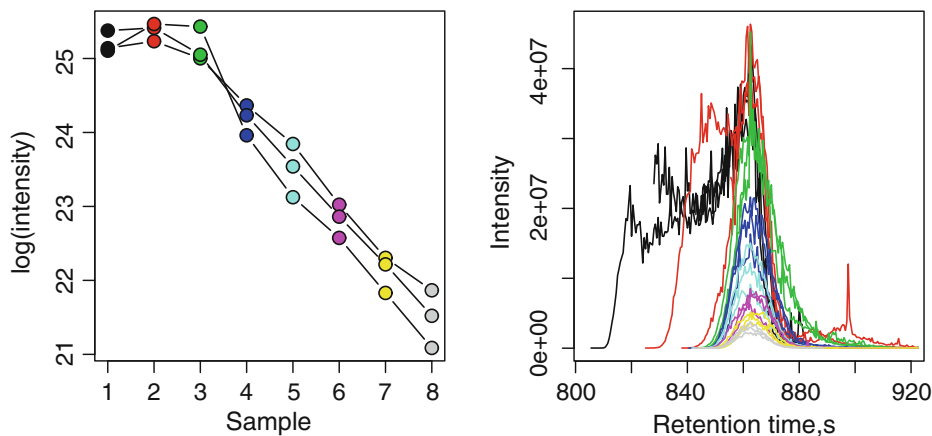 log(intensity)
25
24
23
22
21
1 2 3 4 5 6 7 8
Sample
Intensity
4e+07
2e+07
0e+00
800 840 880 920
Retention time,s